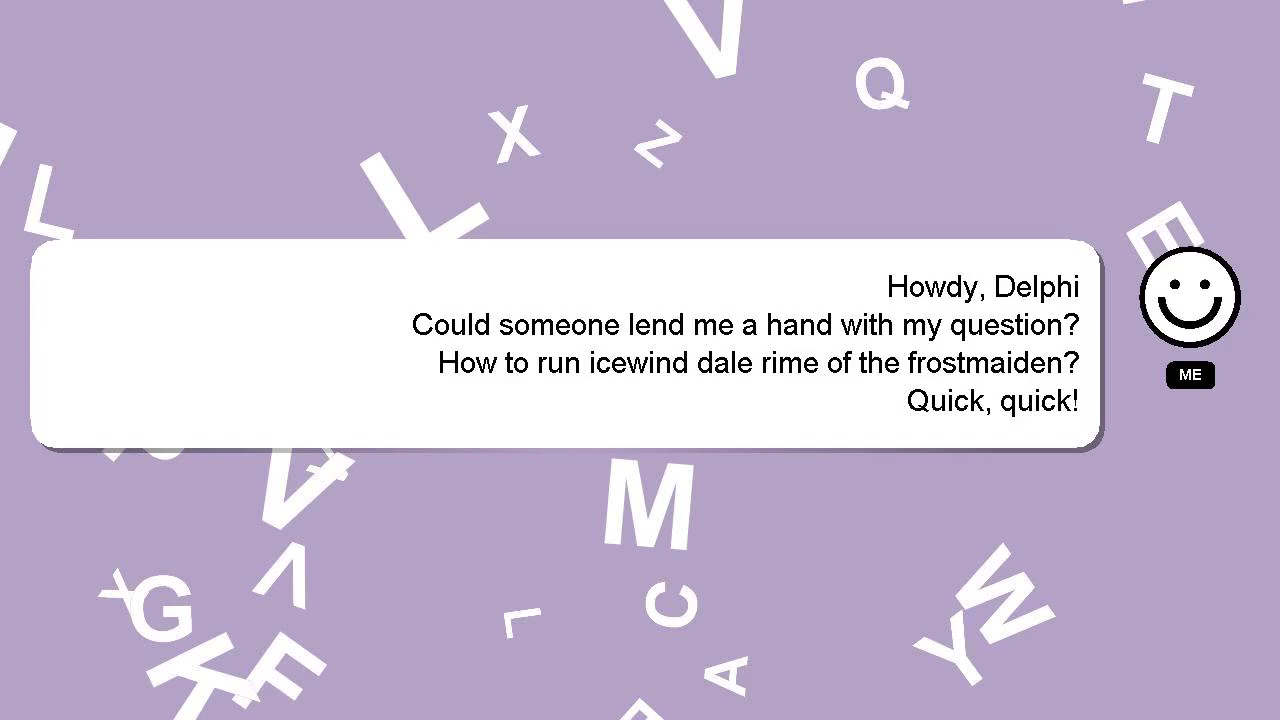 Howdy, Delphi
Could someone lend me a hand with my question?
How to run icewind dale rime of the frostmaiden?
Quick, quick!
ME
V
Q
X
Z
T
L
L
E
V
M
V
X
G
C
L
W
Y
K
F
A